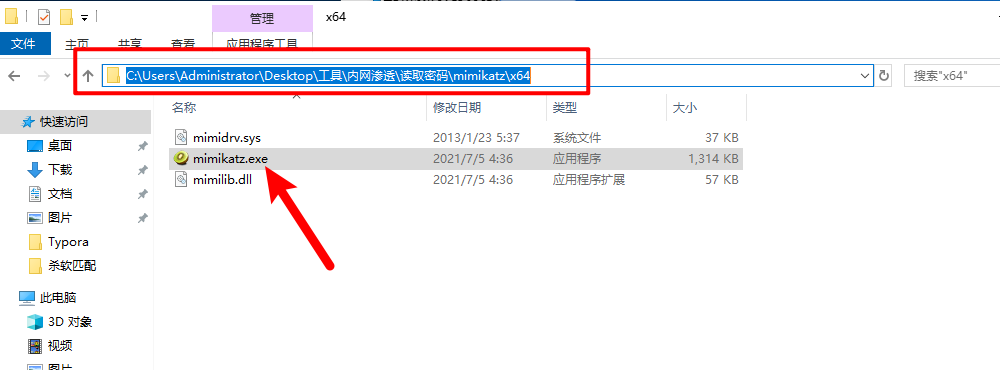 管理
x64
文件
主页
共享
查看
应用程序工具
C:\Users\Administrator\Desktop\工具\内网渗透\读取密码\mimikatz\x64
搜索"x64"
名称
修改日期
类型
大小
快速访问
桌面
下载
文档
图片
Typora
杀软匹配
此电脑
3D 对象
视频
图片
mimidrv.sys
2013/1/23 5:37
系统文件
37 KB
mimikatz.exe
2021/7/5 4:36
应用程序
1,314 KB
mimilib.dll
2021/7/5 4:36
应用程序扩展
57 KB